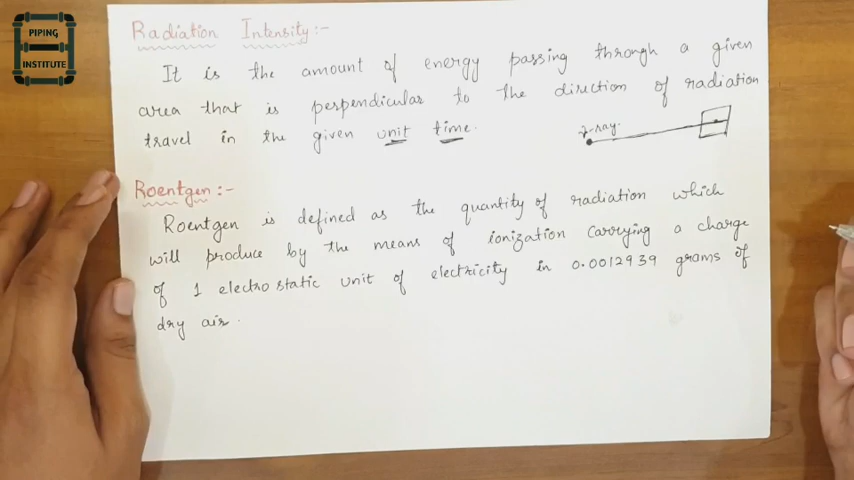 PIPING
INSTITUTE
Radiation Intensity :-
It is the amount of energy passing through a given
area that is perpendicular to the direction of radiation
travel in the given unit time.
γ-ray.
Roentgen :-
Roentgen is defined as the quantity of radiation which
will produce by the means of ionization carrying a charge
of 1 electrostatic unit of electricity in 0.0012939 grams of
dry air.